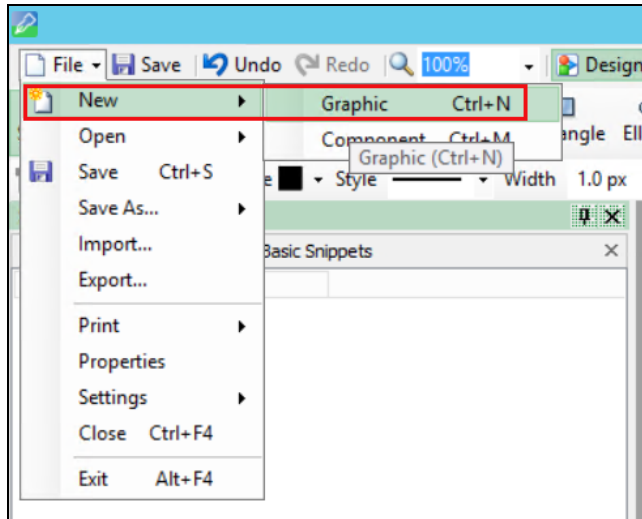 File Save Undo Redo 100% Design
New Graphic Ctrl+N
Open Component Ctrl+M angle Ell
Graphic (Ctrl+N)
Save Ctrl+S e Style Width 1.0 px
Save As...
Import... Basic Snippets
Export...
Print
Properties
Settings
Close Ctrl+F4
Exit Alt+F4